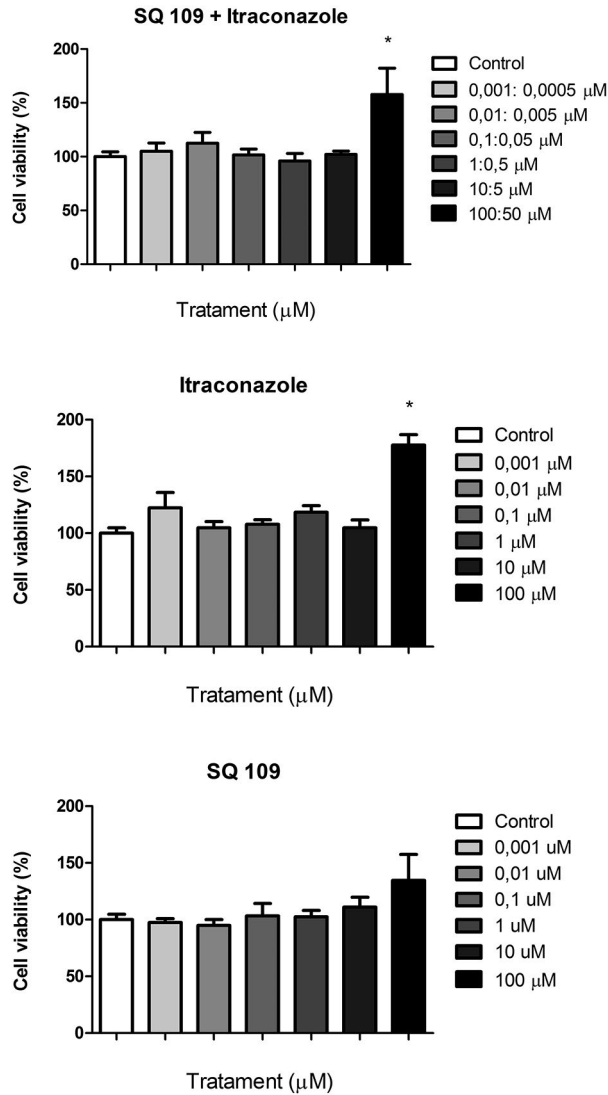 SQ 109 + Itraconazole
*
200
150
100
50
0
Cell viability (%)
Tratament (μM)
Control
0,001: 0,0005 μM
0,01: 0,005 μM
0,1:0,05 μM
1:0,5 μM
10:5 μM
100:50 μM
Itraconazole
*
200
150
100
50
0
Cell viability (%)
Tratament (μM)
Control
0,001 μM
0,01 μM
0,1 μM
1 μM
10 μM
100 μM
SQ 109
200
150
100
50
0
Cell viability (%)
Tratament (μM)
Control
0,001 uM
0,01 uM
0,1 uM
1 uM
10 uM
100 μM